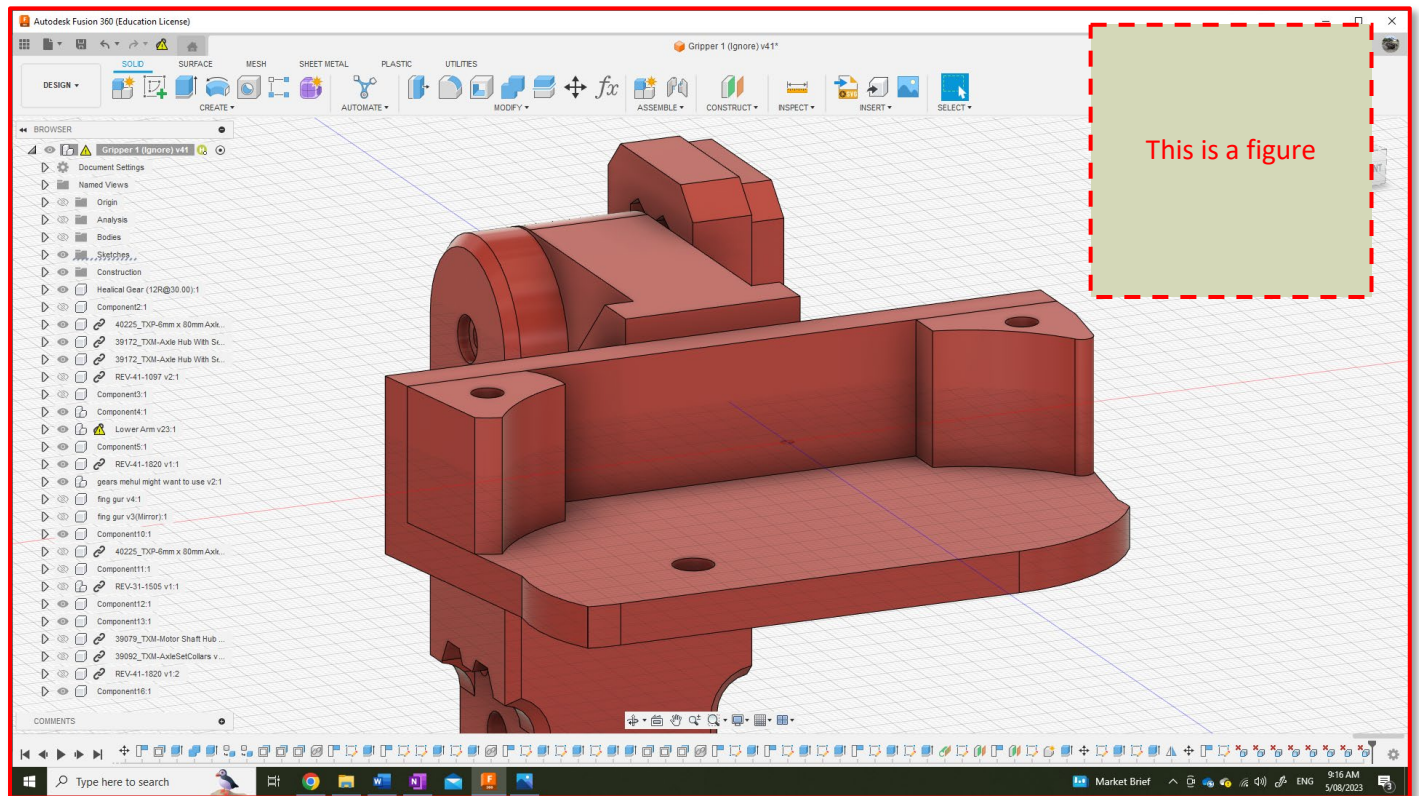 Autodesk Fusion 360 (Education License)
Gripper 1 (Ignore) v41*
SOLID SURFACE MESH SHEET METAL PLASTIC UTILITIES
DESIGN
CREATE AUTOMATE MODIFY ASSEMBLE CONSTRUCT INSPECT INSERT SELECT
This is a figure
BROWSER
Gripper 1 (Ignore) v41
Document Settings
Named Views
Origin
Analysis
Bodies
Sketches
Construction
Healical Gear (12R@30.00):1
Component2:1
40225_TXP-6mm x 80mm Axle...
39172_TXM-Axle Hub With Se...
39172_TXM-Axle Hub With Se...
REV-41-1097 v2:1
Component3:1
Component4:1
Lower Arm v23:1
Component5:1
REV-41-1820 v1:1
gears mehul might want to use v2:1
fing gur v4:1
fing gur v3(Mirror):1
Component10:1
40225_TXP-6mm x 80mm Axle...
Component11:1
REV-31-1505 v1:1
Component12:1
Component13:1
39079_TXM-Motor Shaft Hub ...
39092_TXM-AxleSetCollars v...
REV-41-1820 v1:2
Component16:1
COMMENTS
Type here to search
Market Brief
ENG
9:16 AM
5/08/2023